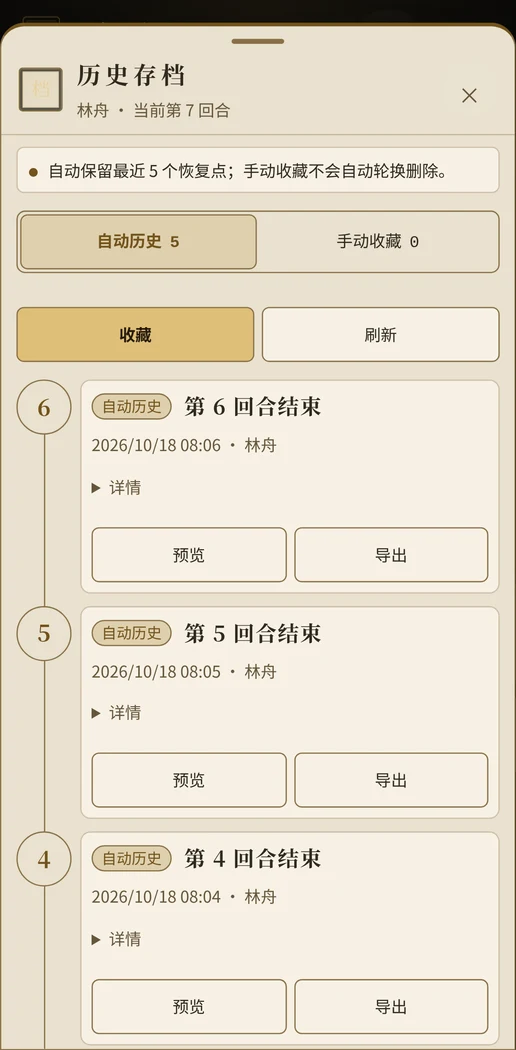 档
历史存档
林舟 · 当前第 7 回合
自动保留最近 5 个恢复点；手动收藏不会自动轮换删除。
自动历史 5
手动收藏 0
收藏
刷新
6
自动历史 第 6 回合结束
2026/10/18 08:06 · 林舟
▶ 详情
预览
导出
5
自动历史 第 5 回合结束
2026/10/18 08:05 · 林舟
▶ 详情
预览
导出
4
自动历史 第 4 回合结束
2026/10/18 08:04 · 林舟
▶ 详情
预览
导出